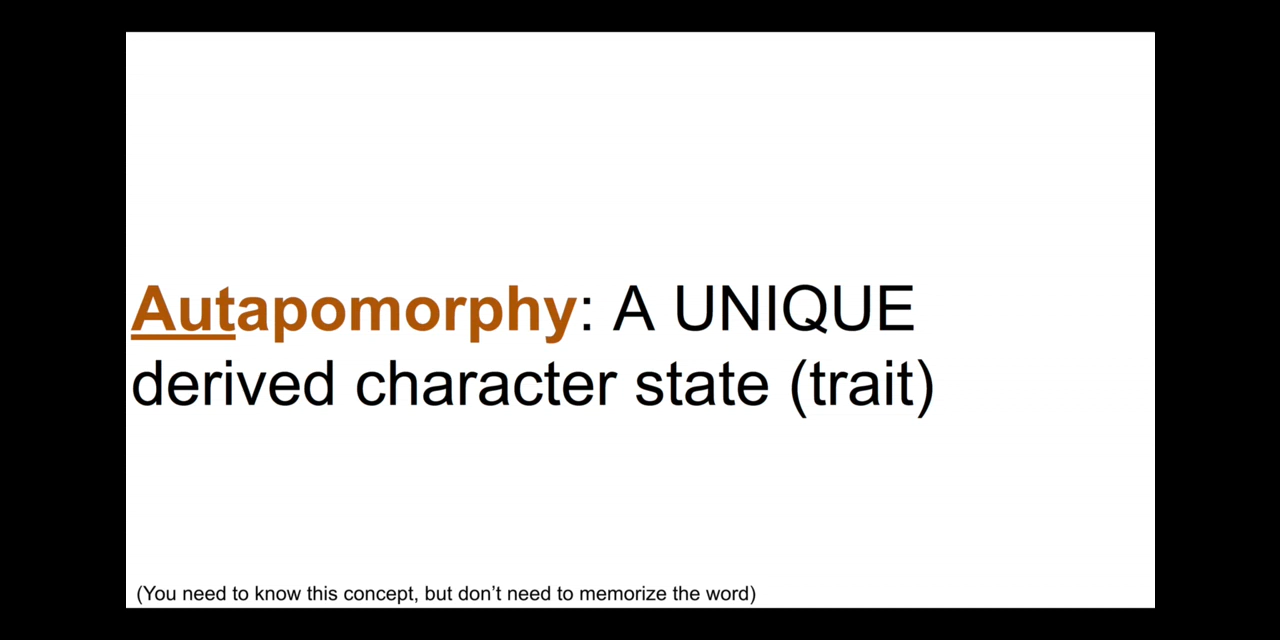 Autapomorphy: A UNIQUE
derived character state (trait)
(You need to know this concept, but don’t need to memorize the word)